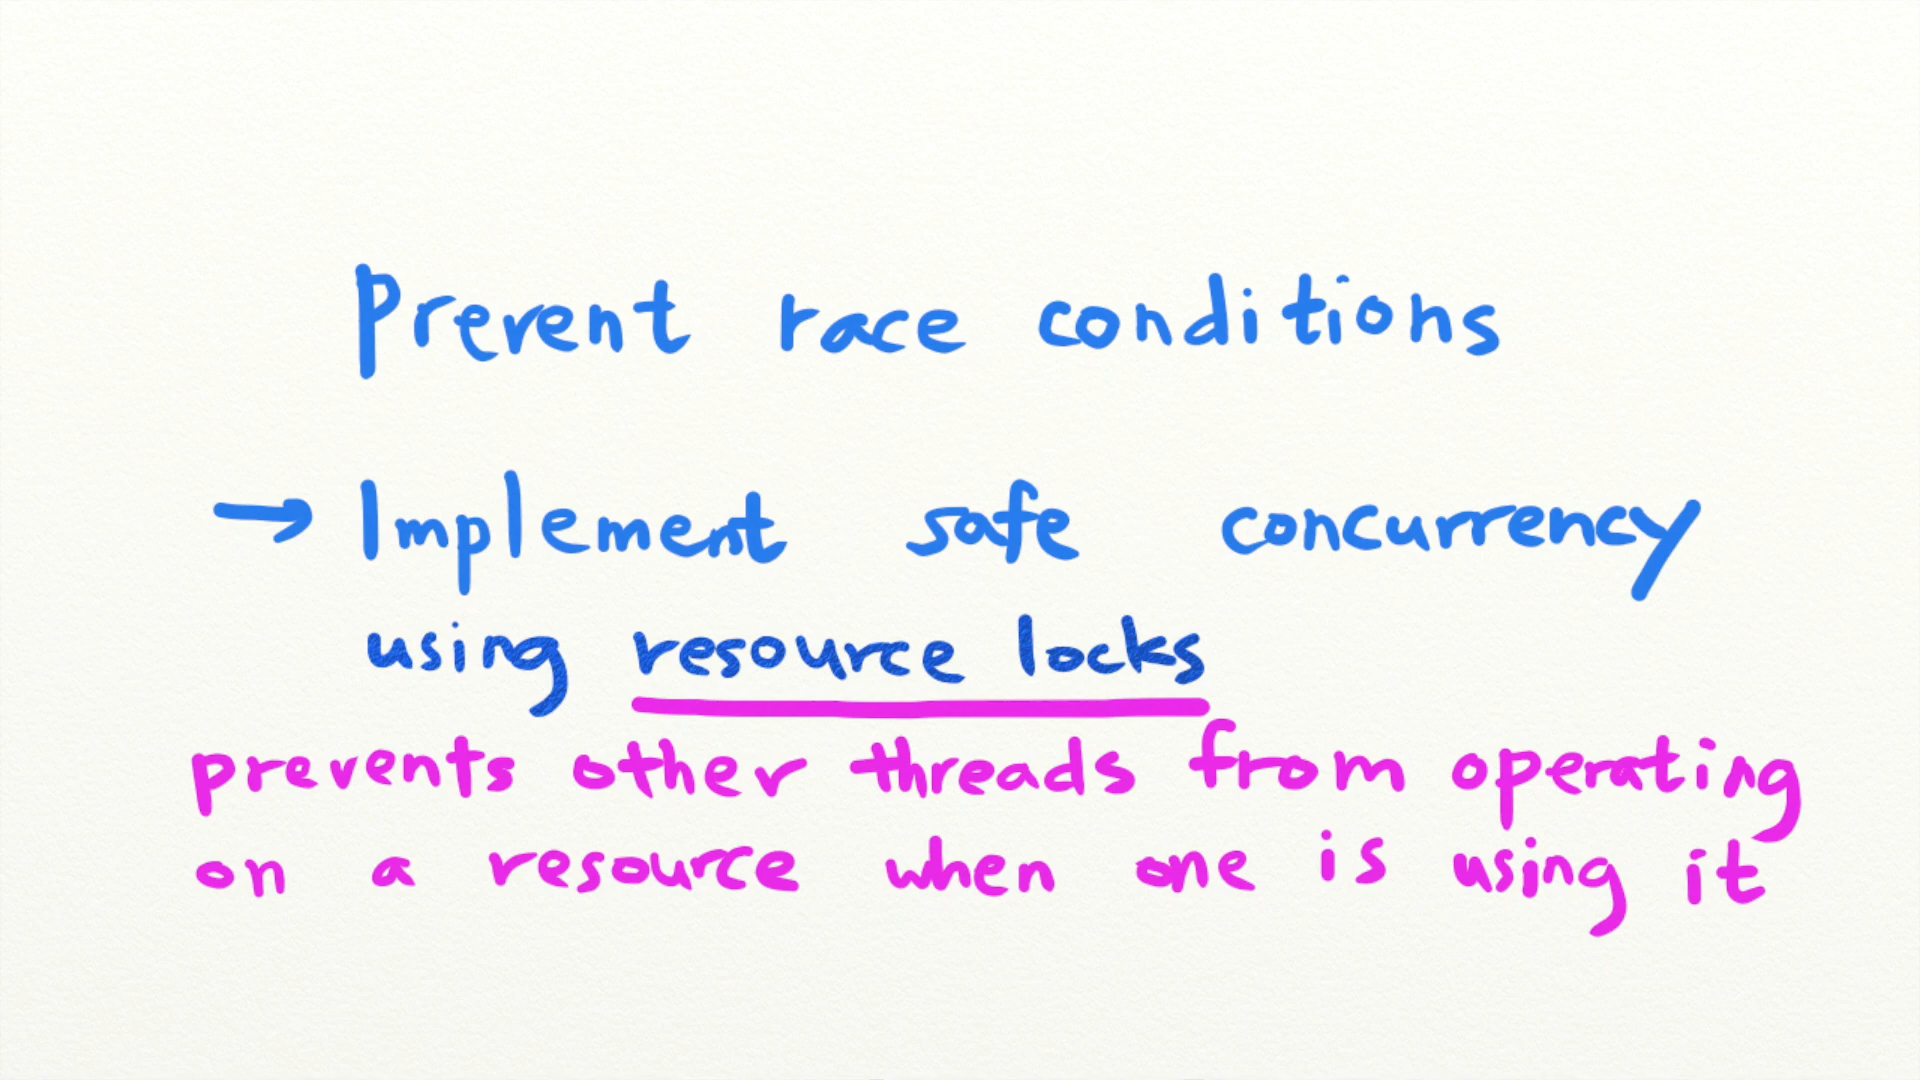 Prevent race conditions
→ Implement safe concurrency
using resource locks
prevents other threads from operating
on a resource when one is using it